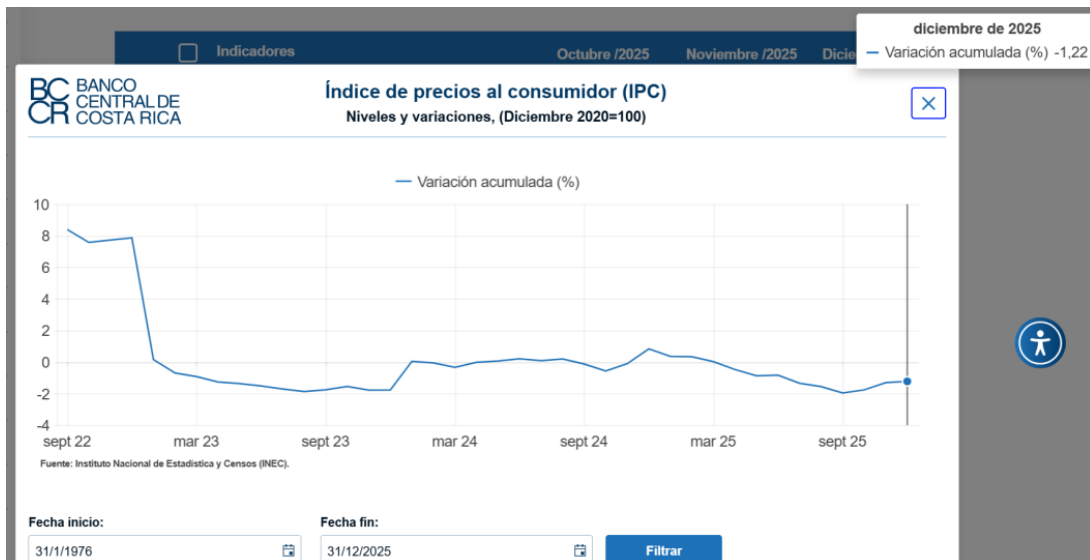 diciembre de 2025
Variación acumulada (%) -1,22
Indicadores Octubre /2025 Noviembre /2025 Dicie
BC BANCO
CENTRAL DE
CR COSTA RICA
Índice de precios al consumidor (IPC)
Niveles y variaciones, (Diciembre 2020=100)
Variación acumulada (%)
10
8
6
4
2
0
-2
-4
sept 22 mar 23 sept 23 mar 24 sept 24 mar 25 sept 25
Fuente: Instituto Nacional de Estadística y Censos (INEC).
Fecha inicio: Fecha fin:
31/1/1976 31/12/2025 Filtrar